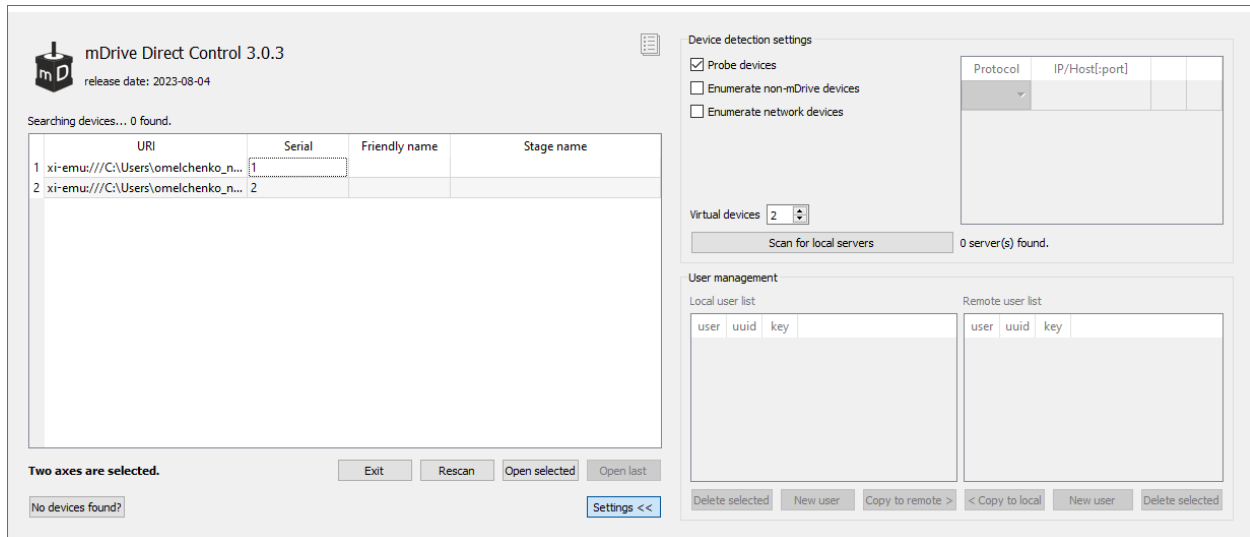 mDrive Direct Control 3.0.3
mD
release date: 2023-08-04
Searching devices... 0 found.
URI Serial Friendly name Stage name
1 xi-emu:///C:\Users\omelchenko_n... 1
2 xi-emu:///C:\Users\omelchenko_n... 2
Two axes are selected.
Exit Rescan Open selected Open last
No devices found? Settings <<
Device detection settings
Probe devices
Enumerate non-mDrive devices
Enumerate network devices
Protocol IP/Host[:port]
Virtual devices 2
Scan for local servers 0 server(s) found.
User management
Local user list Remote user list
user uuid key user uuid key
Delete selected New user Copy to remote > < Copy to local New user Delete selected